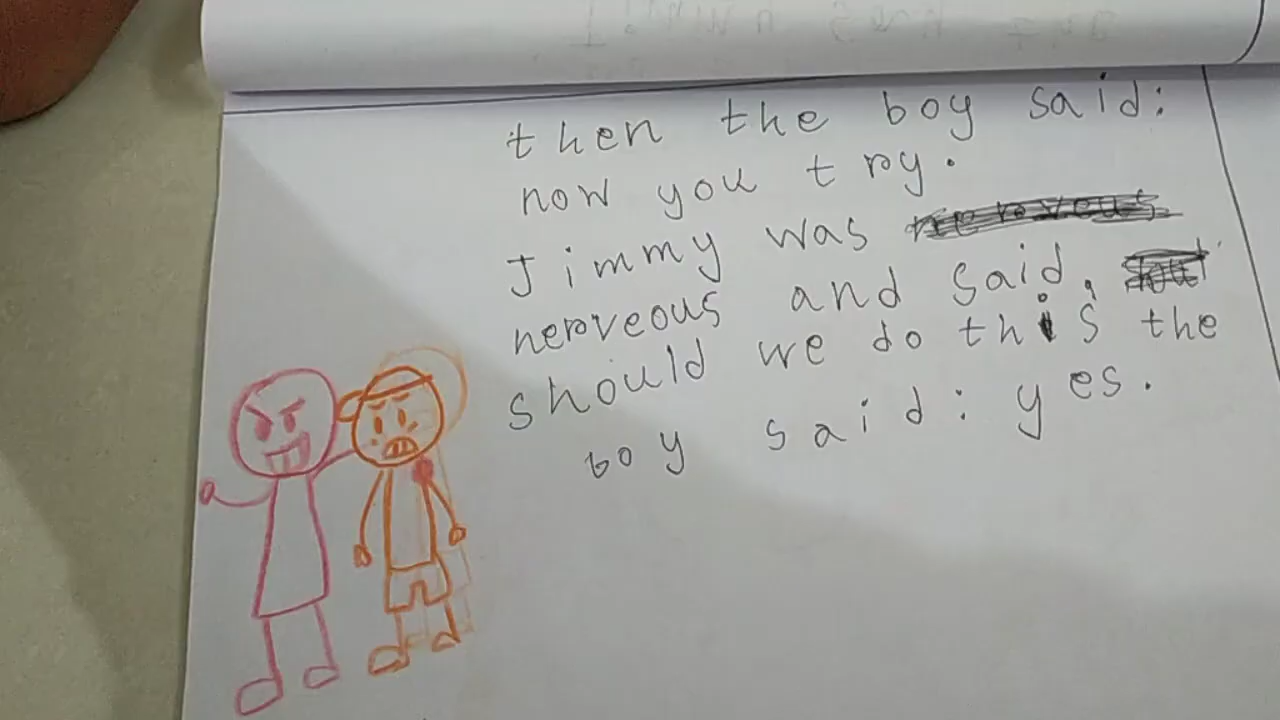 then the boy said:
now you try.
Jimmy was
nerveous and said,
should we do this the
boy said: yes.